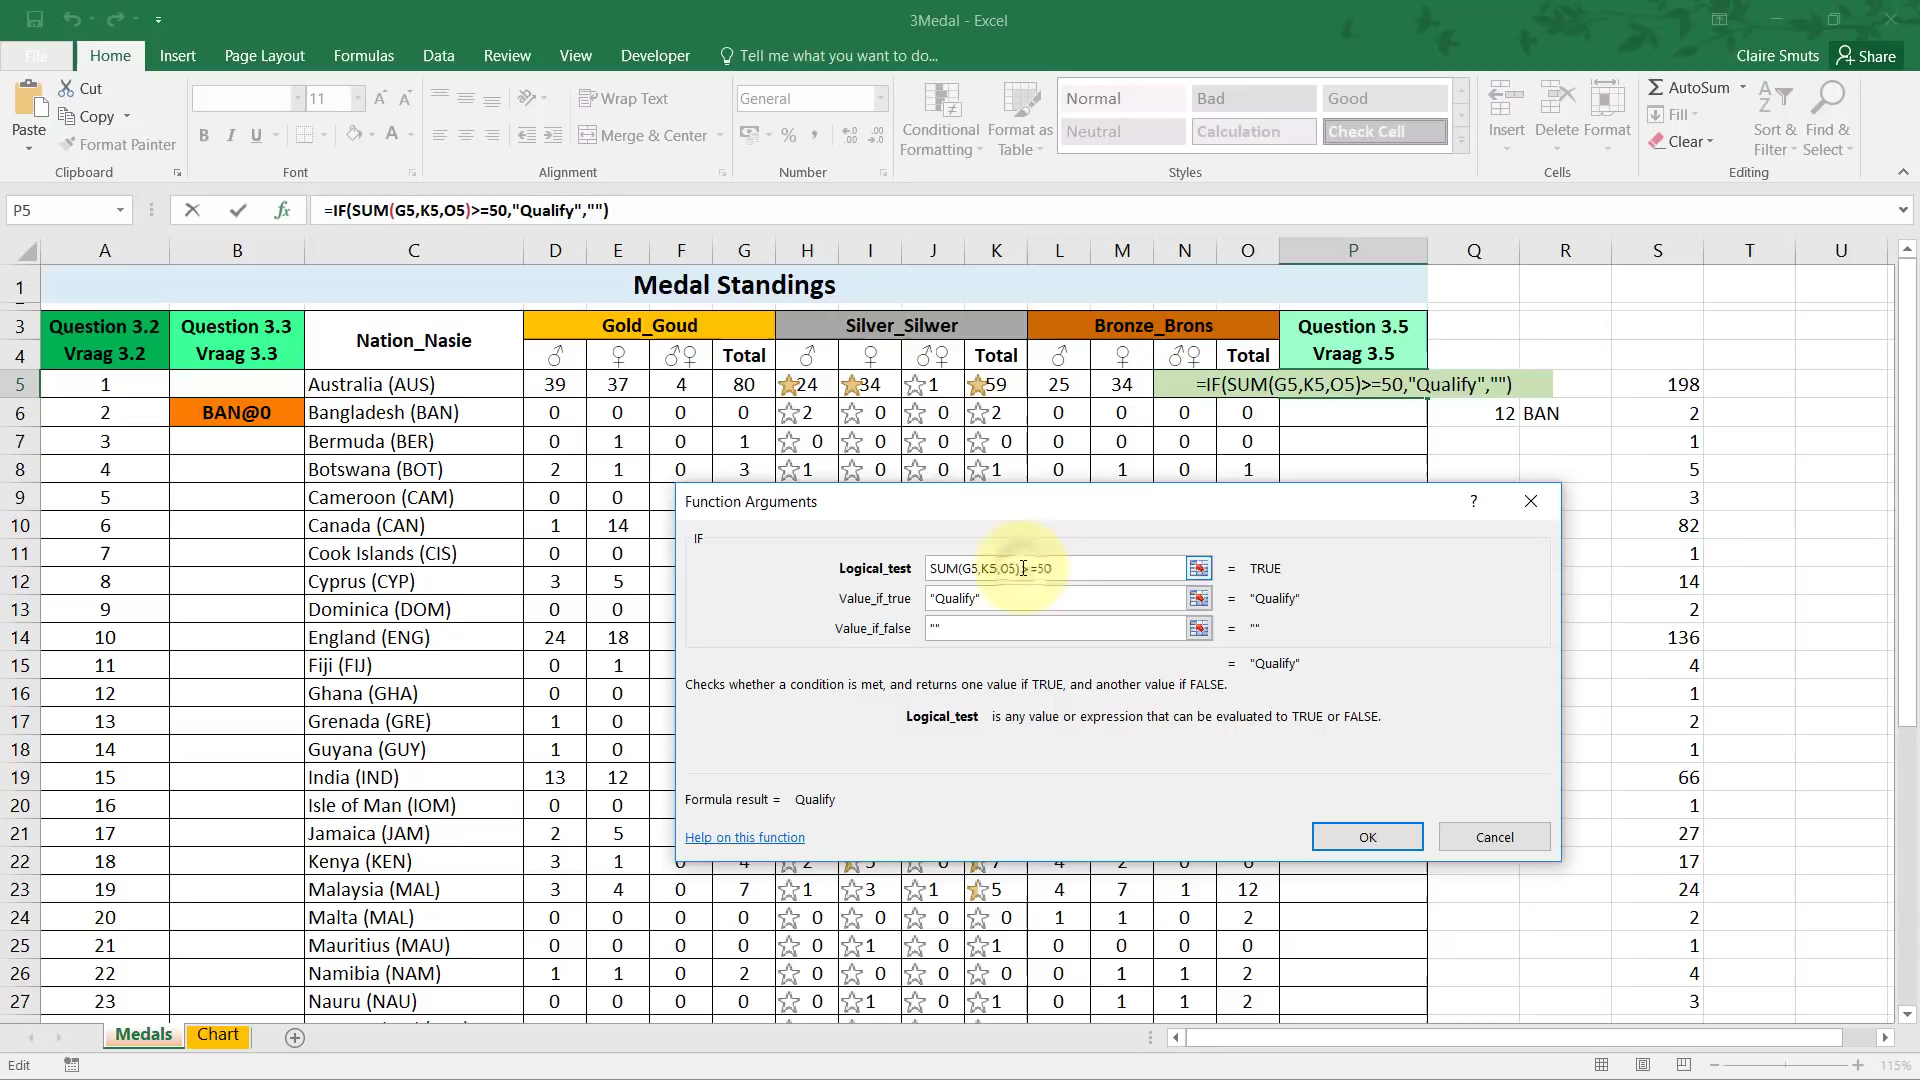 3Medal - Excel
File Home Insert Page Layout Formulas Data Review View Developer Tell me what you want to do... Claire Smuts Share
Cut
Copy
Format Painter
Paste
11
Wrap Text
Merge & Center
General
Conditional Formatting
Format as Table
Normal Bad Good
Neutral Calculation Check Cell
Insert Delete Format
AutoSum
Fill
Clear
Sort & Filter
Find & Select
Clipboard Font Alignment Number Styles Cells Editing
P5 fx =IF(SUM(G5,K5,O5)>=50,"Qualify","")
A B C D E F G H I J K L M N O P Q R S T U
1 Medal Standings
3 Question 3.2 Question 3.3 Nation_Nasie Gold_Goud Silver_Silwer Bronze_Brons Question 3.5
4 Vraag 3.2 Vraag 3.3 ♂ ♀ ♂♀ Total ♂ ♀ ♂♀ Total ♂ ♀ ♂♀ Total Vraag 3.5
5 1 Australia (AUS) 39 37 4 80 24 34 1 59 25 34 =IF(SUM(G5,K5,O5)>=50,"Qualify","") 198
6 2 BAN@0 Bangladesh (BAN) 0 0 0 0 2 0 0 2 0 0 0 0 12 BAN 2
7 3 Bermuda (BER) 0 1 0 1 0 0 0 0 0 0 0 0 1
8 4 Botswana (BOT) 2 1 0 3 1 0 0 1 0 1 0 1 5
9 5 Cameroon (CAM) 0 0 3
10 6 Canada (CAN) 1 14 82
11 7 Cook Islands (CIS) 0 0 1
12 8 Cyprus (CYP) 3 5 14
13 9 Dominica (DOM) 0 0 2
14 10 England (ENG) 24 18 136
15 11 Fiji (FIJ) 0 1 4
16 12 Ghana (GHA) 0 0 1
17 13 Grenada (GRE) 1 0 2
18 14 Guyana (GUY) 1 0 1
19 15 India (IND) 13 12 66
20 16 Isle of Man (IOM) 0 0 1
21 17 Jamaica (JAM) 2 5 27
22 18 Kenya (KEN) 3 1 0 4 2 5 0 7 4 2 0 6 17
23 19 Malaysia (MAL) 3 4 0 7 1 3 1 5 4 7 1 12 24
24 20 Malta (MAL) 0 0 0 0 0 0 0 0 1 1 0 2 2
25 21 Mauritius (MAU) 0 0 0 0 0 1 0 1 0 0 0 0 1
26 22 Namibia (NAM) 1 1 0 2 0 0 0 0 0 1 1 2 4
27 23 Nauru (NAU) 0 0 0 0 0 1 0 1 0 1 1 2 3
Function Arguments ?
IF
Logical_test SUM(G5,K5,O5)>=50 = TRUE
Value_if_true "Qualify" = "Qualify"
Value_if_false "" = ""
= "Qualify"
Checks whether a condition is met, and returns one value if TRUE, and another value if FALSE.
Logical_test is any value or expression that can be evaluated to TRUE or FALSE.
Formula result = Qualify
Help on this function OK Cancel
Medals Chart
Edit 115%